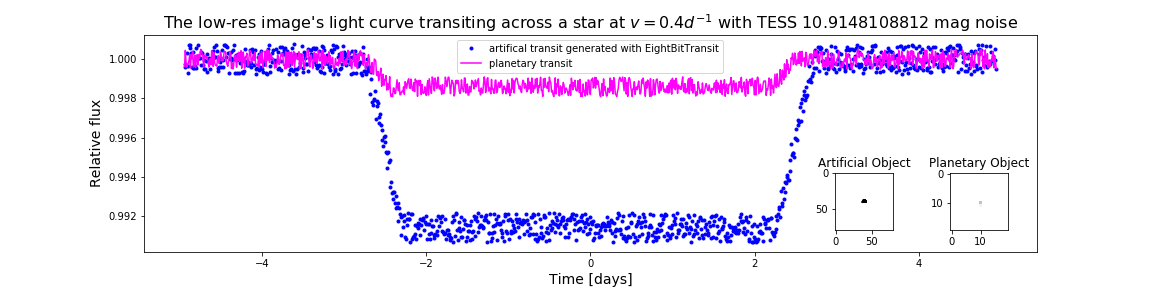 The low-res image's light curve transiting across a star at v = 0.4d⁻¹ with TESS 10.9148108812 mag noise
artifical transit generated with EightBitTransit
planetary transit
Relative flux
1.000
0.998
0.996
0.994
0.992
Artificial Object
0
50
0
50
Planetary Object
0
10
0
10
−4
−2
0
2
4
Time [days]